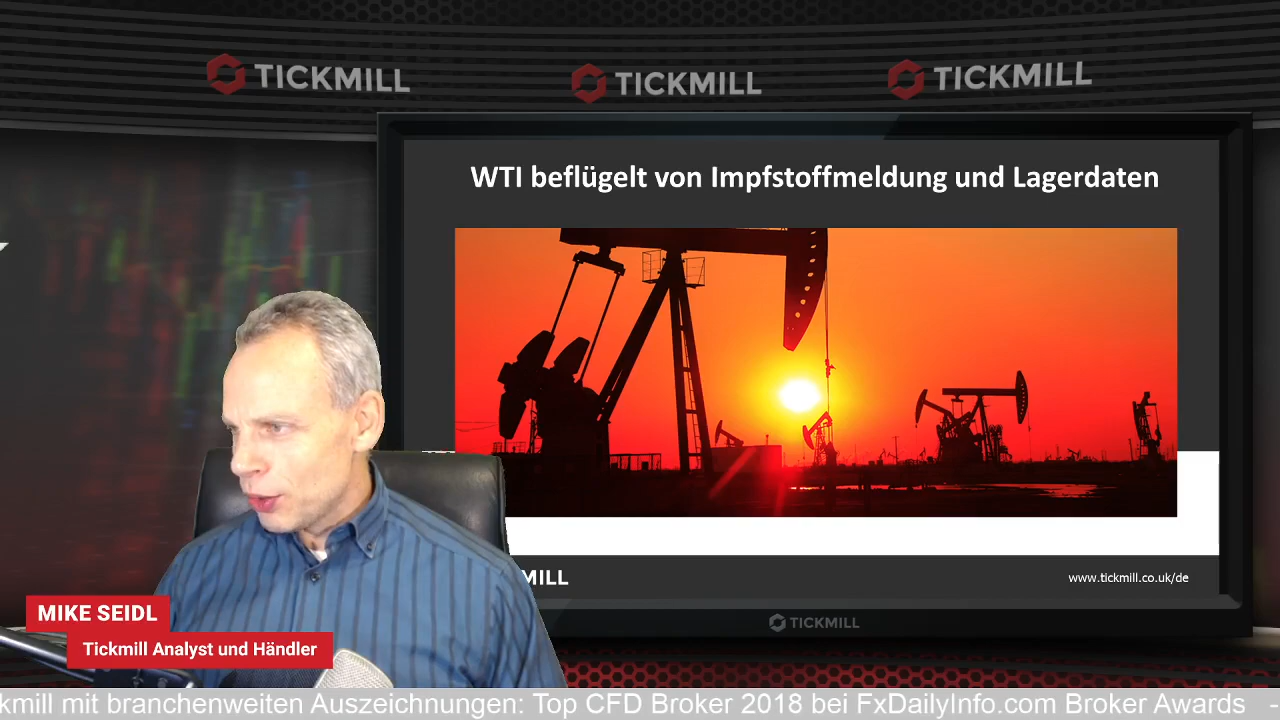 TICKMILL
TICKMILL
TICKMILL
WTI beflügelt von Impfstoffmeldung und Lagerdaten
MILL
www.tickmill.co.uk/de
TICKMILL
MIKE SEIDL
Tickmill Analyst und Händler
mit branchenweiten Auszeichnungen: Top CFD Broker 2018 bei FxDailyInfo.com Broker Awards -